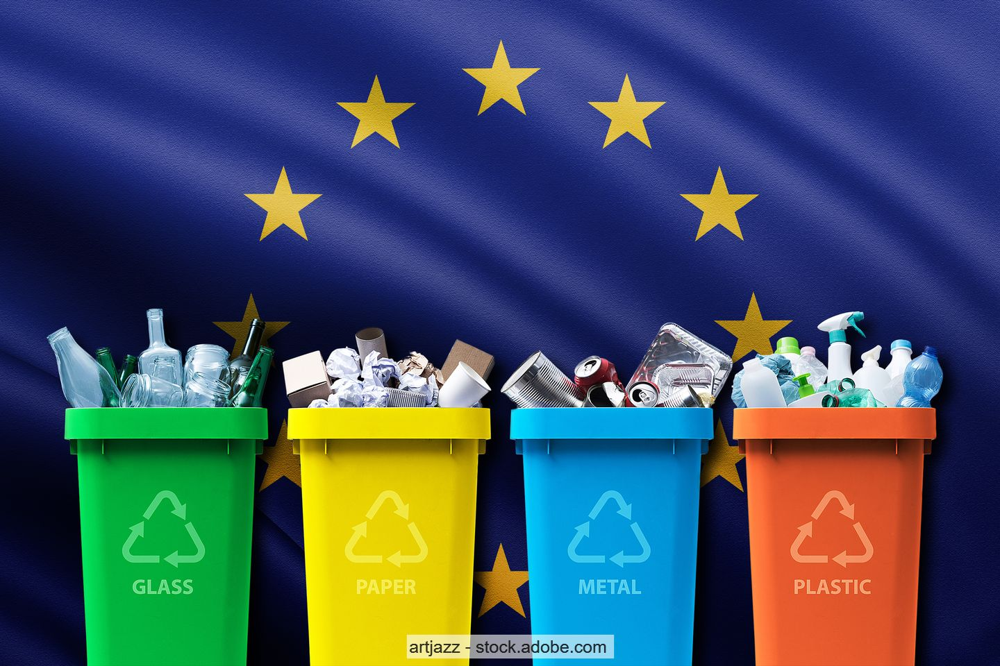 GLASS
PAPER
METAL
PLASTIC
artjazz - stock.adobe.com